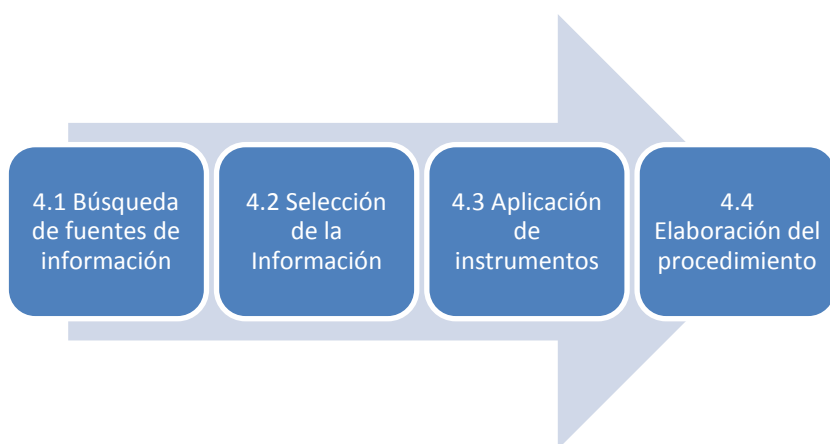 4.1 Búsqueda
de fuentes de
información
4.2 Selección
de la
Información
4.3 Aplicación
de
instrumentos
4.4
Elaboración del
procedimiento